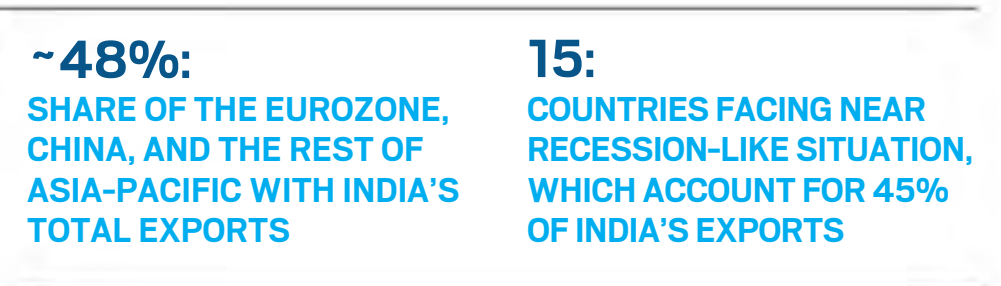 ~48%:
SHARE OF THE EUROZONE,
CHINA, AND THE REST OF
ASIA-PACIFIC WITH INDIA'S
TOTAL EXPORTS
15:
COUNTRIES FACING NEAR
RECESSION-LIKE SITUATION,
WHICH ACCOUNT FOR 45%
OF INDIA'S EXPORTS